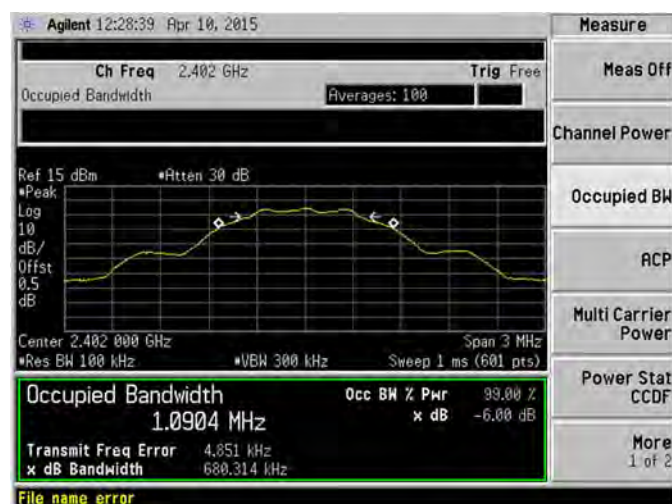 Agilent 12:28:39 Apr 10, 2015
Measure
Ch Freq 2.402 GHz Trig Free
Occupied Bandwidth Averages: 100
Meas Off
Channel Power
Occupied BW
ACP
Multi Carrier
Power
Power Stat
CCDF
More
1 of 2
Ref 15 dBm *Atten 30 dB
*Peak
Log
10
dB/
Offst
0.5
dB
Center 2.402 000 GHz Span 3 MHz
*Res BW 100 kHz *VBW 300 kHz Sweep 1 ms (601 pts)
Occupied Bandwidth Occ BW % Pwr 99.00 %
1.0904 MHz x dB -6.00 dB
Transmit Freq Error 4.851 kHz
x dB Bandwidth 680.314 kHz
File name error